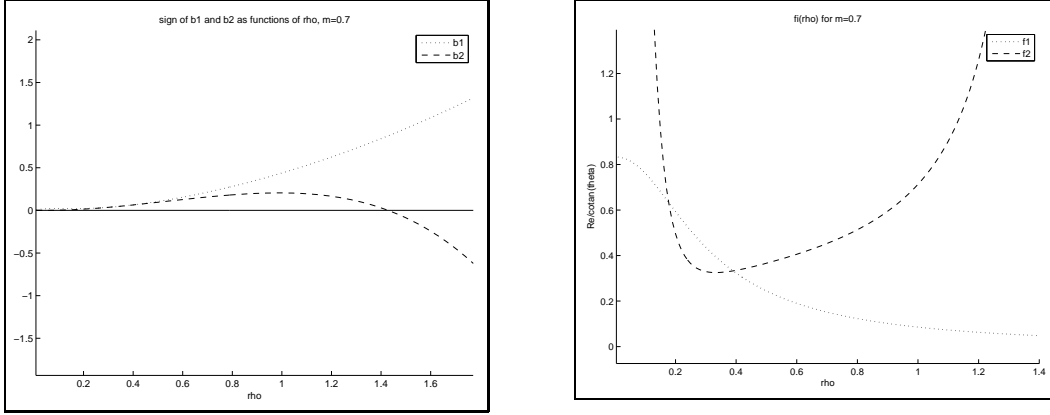 sign of b1 and b2 as functions of rho, m=0.7
2
1.5
1
0.5
0
−0.5
−1
−1.5
0.2 0.4 0.6 0.8 1 1.2 1.4 1.6
rho
b1
b2
fi(rho) for m=0.7
Re/cotan(theta)
1.2
1
0.8
0.6
0.4
0.2
0
0.2 0.4 0.6 0.8 1 1.2 1.4
rho
f1
f2